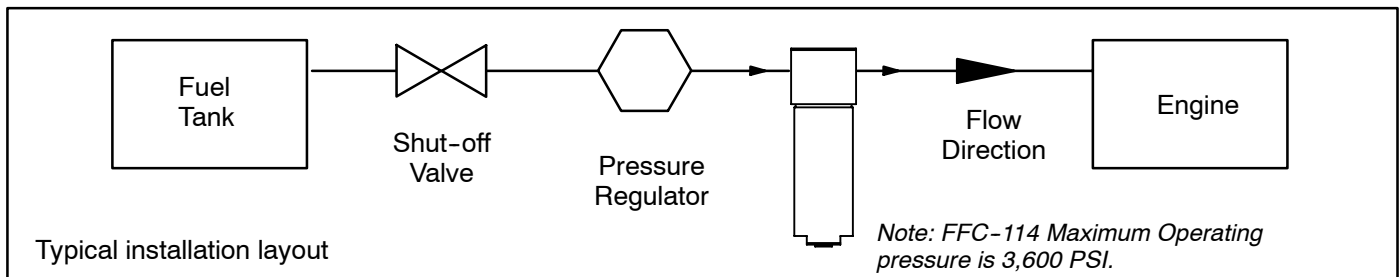 Fuel
Tank
Shut-off
Valve
Pressure
Regulator
Flow
Direction
Engine
Typical installation layout
Note: FFC-114 Maximum Operating
pressure is 3,600 PSI.